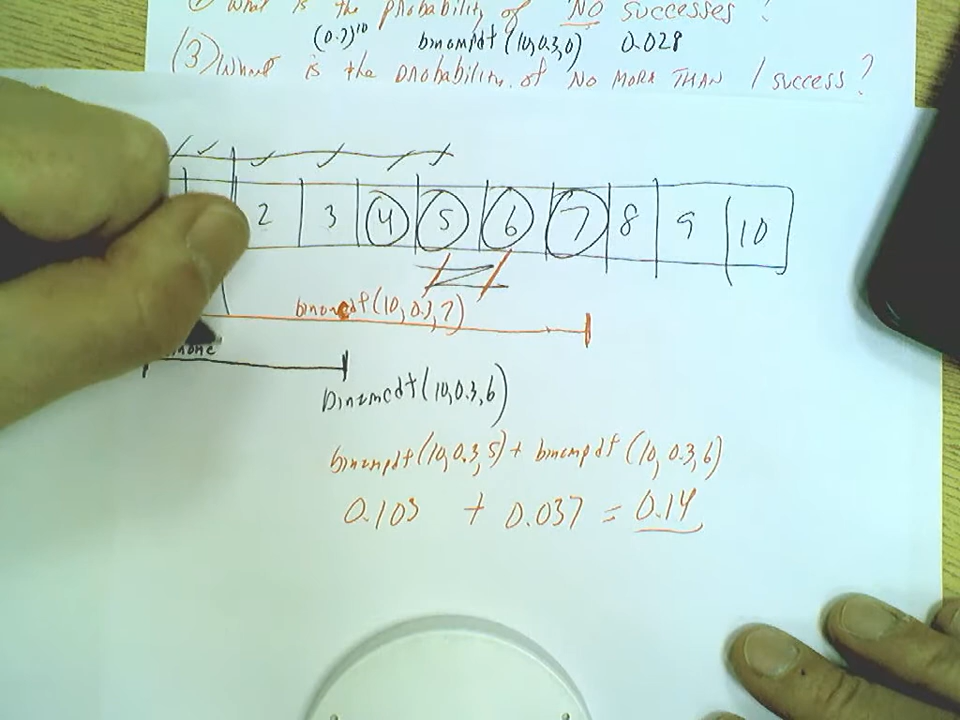 ② What is the probability of NO successes?
(0.7)¹⁰ binompdf (10,0.3,0) 0.028
(3) What is the probability of NO MORE THAN 1 success?
2 3 4 5 6 7 8 9 10
binomcdf(10, 0.3, 7)
binomcdf(10,0.3,6)
binompdf(10,0.3,5) + binompdf (10, 0.3,6)
0.103 + 0.037 = 0.14